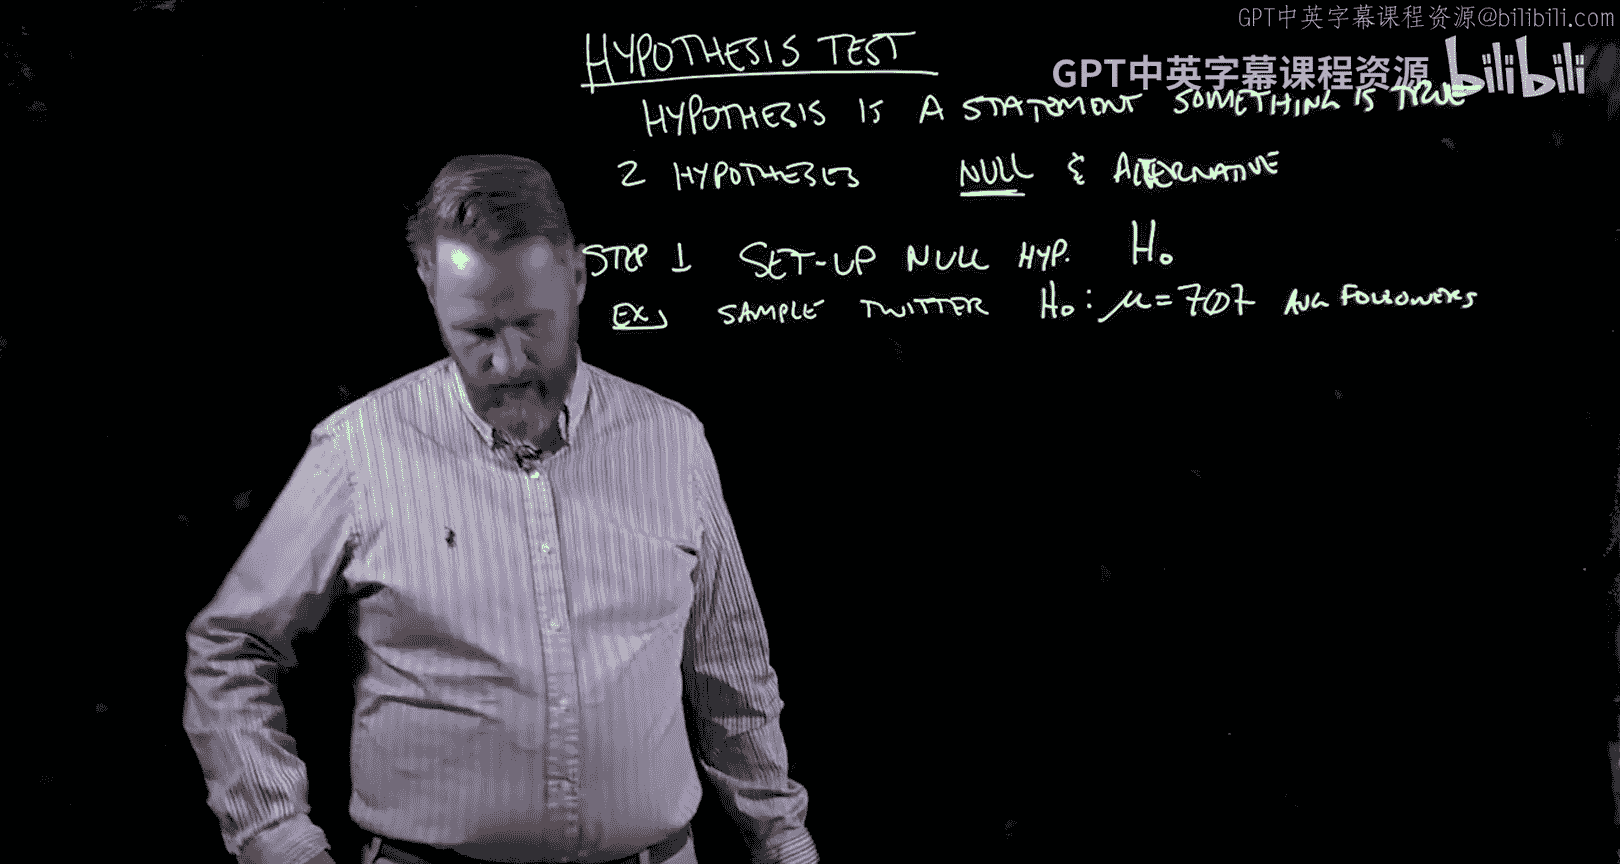 GPT中英字幕课程资源@bilibili.com
GPT中英字幕课程资源 bilibili
HYPOTHESIS TEST
HYPOTHESIS IS A STATEMENT SOMETHING IS TRUE
2 HYPOTHESES NULL & ALTERNATIVE
STEP 1 SET-UP NULL HYP. H₀
EX, SAMPLE TWITTER H₀: μ = 707 AVG FOLLOWERS